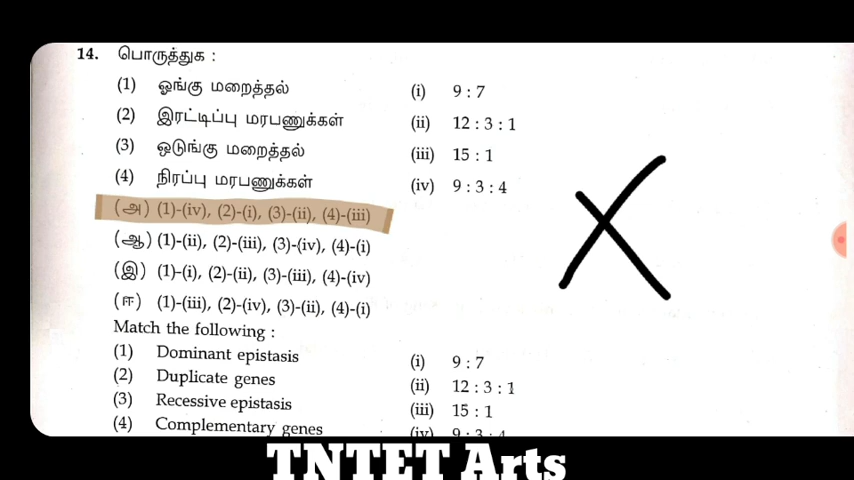 14. பொருத்துக :
(1) ஓங்கு மறைத்தல் (i) 9 : 7
(2) இரட்டிப்பு மரபணுக்கள் (ii) 12 : 3 : 1
(3) ஒடுங்கு மறைத்தல் (iii) 15 : 1
(4) நிரப்பு மரபணுக்கள் (iv) 9 : 3 : 4
(அ) (1)-(iv), (2)-(i), (3)-(ii), (4)-(iii)
(ஆ) (1)-(ii), (2)-(iii), (3)-(iv), (4)-(i)
(இ) (1)-(i), (2)-(ii), (3)-(iii), (4)-(iv)
(ஈ) (1)-(iii), (2)-(iv), (3)-(ii), (4)-(i)
Match the following :
(1) Dominant epistasis (i) 9 : 7
(2) Duplicate genes (ii) 12 : 3 : 1
(3) Recessive epistasis (iii) 15 : 1
(4) Complementary genes (iv) 9 : 3 : 4
TNTET Arts